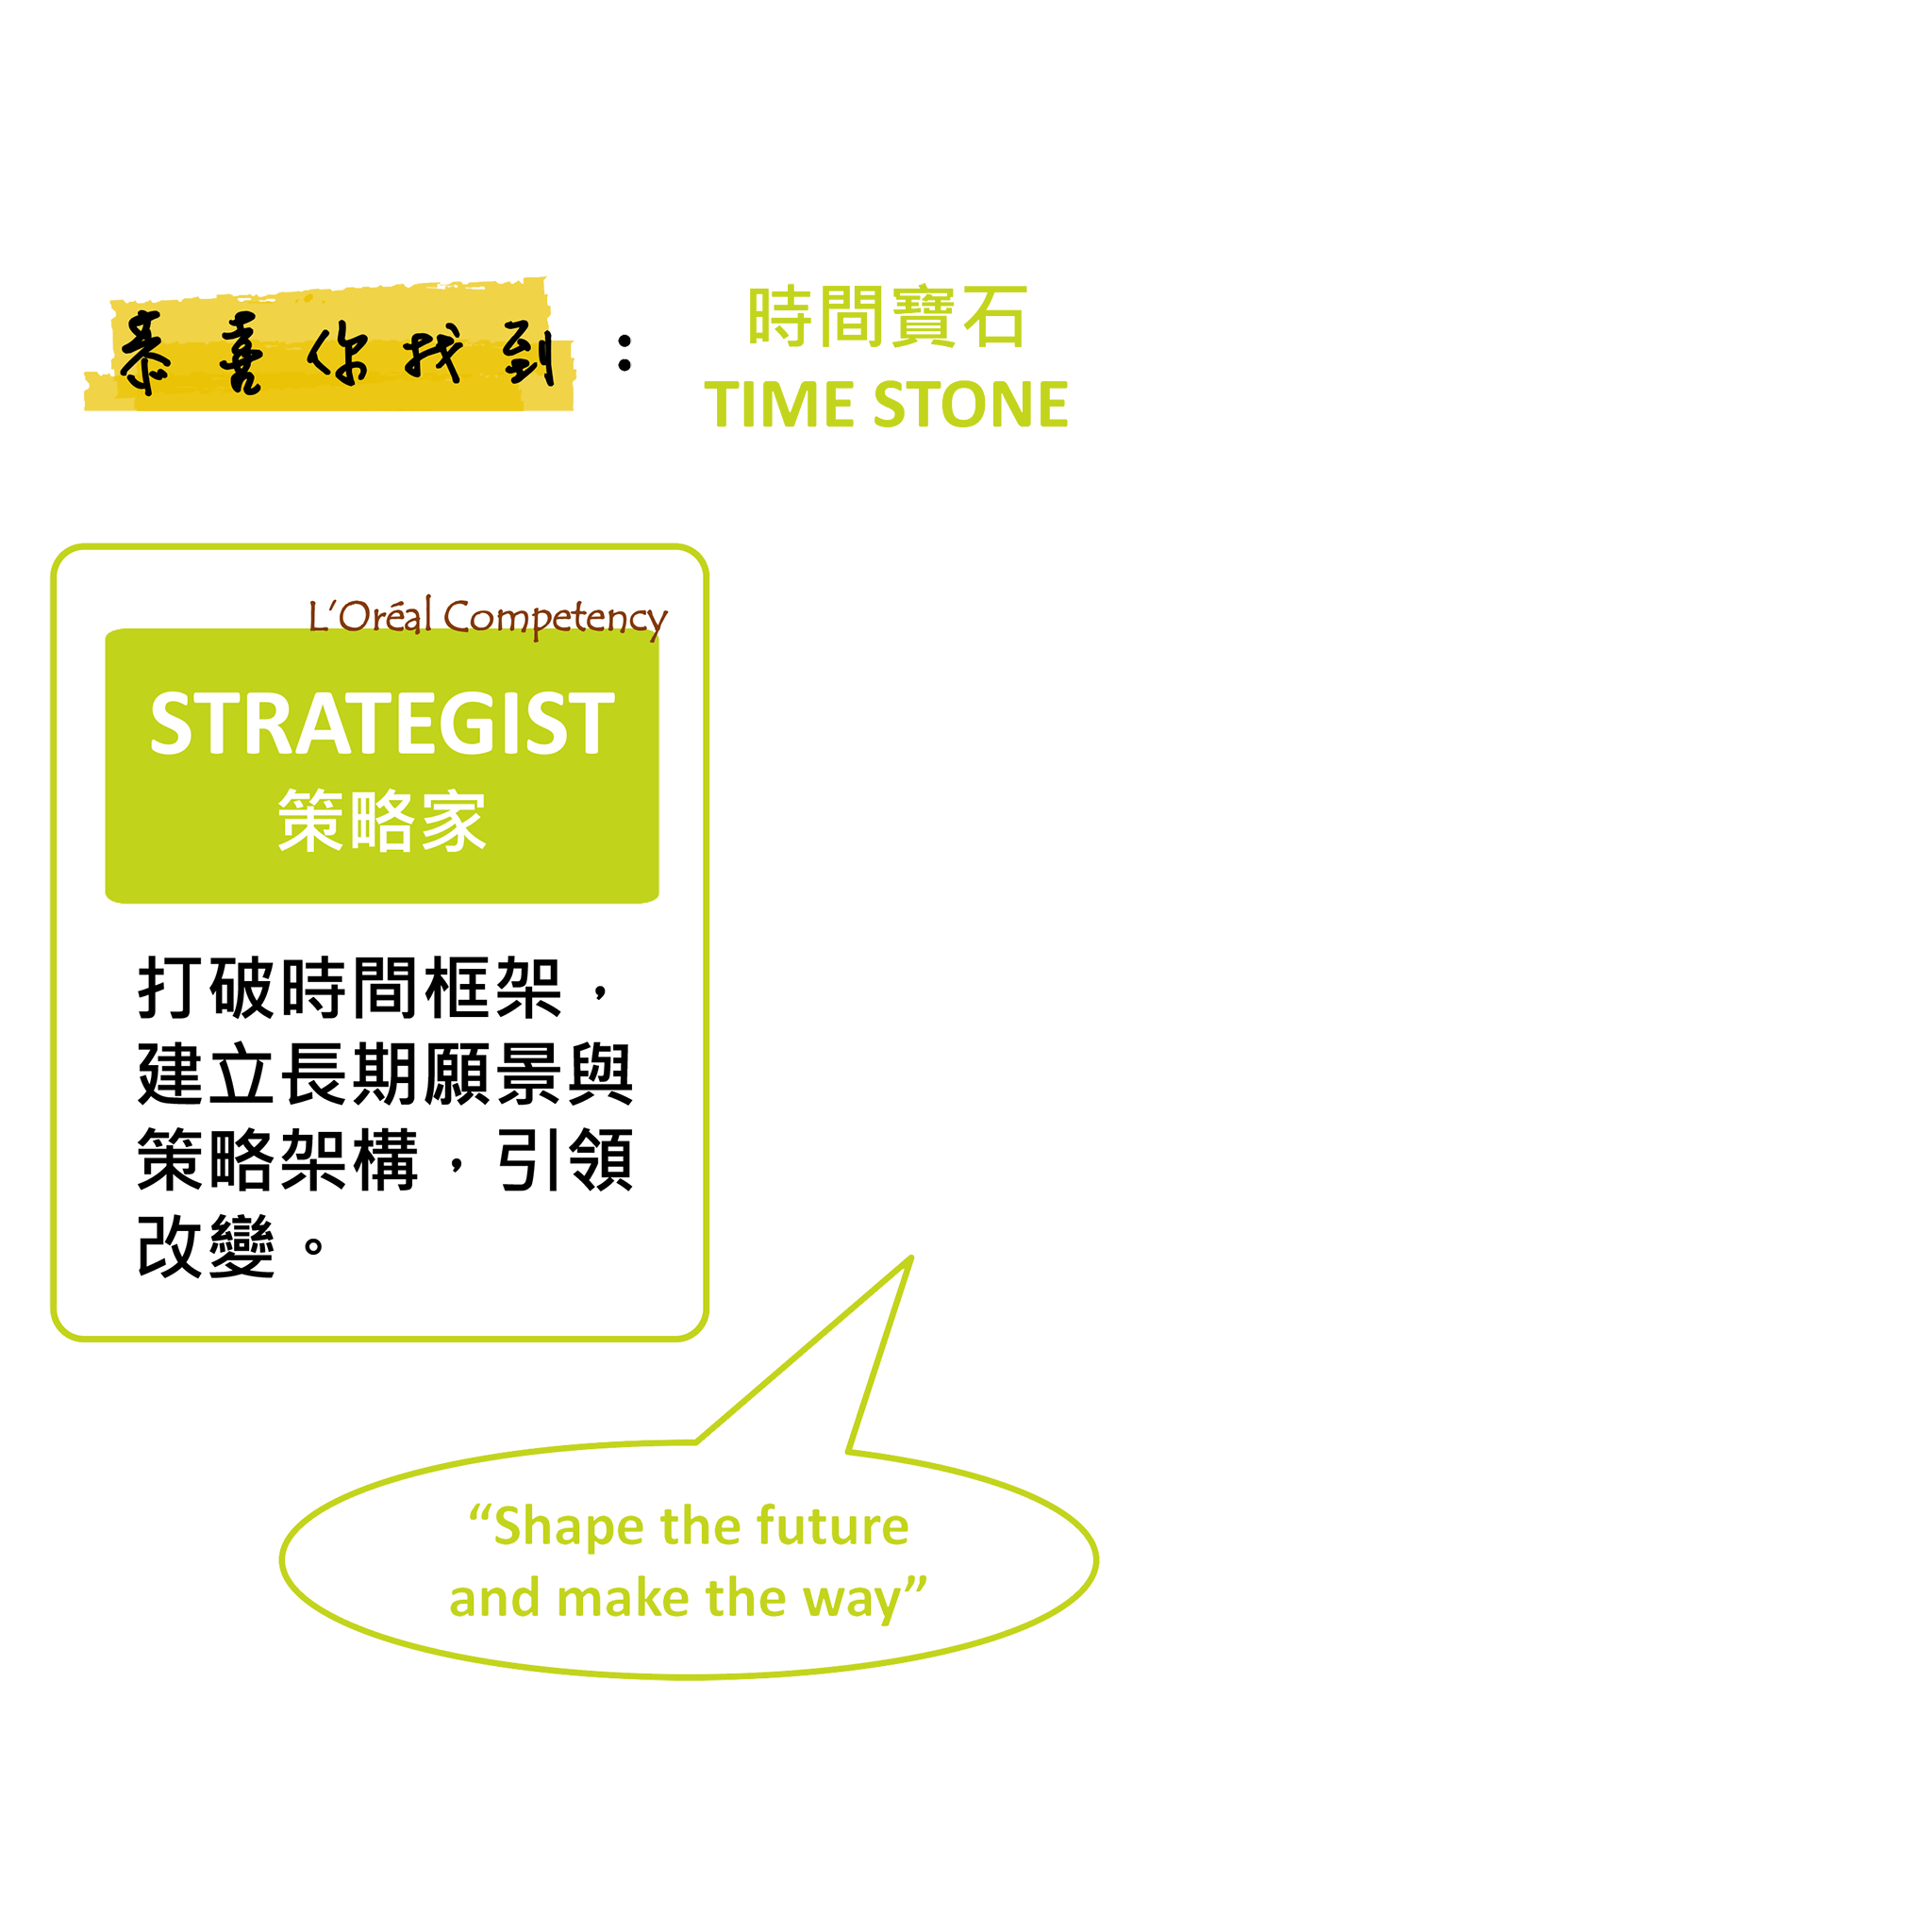 恭喜你找到：
時間寶石
TIME STONE
L'Oréal Competency
STRATEGIST
策略家
打破時間框架，
建立長期願景與
策略架構，引領
改變。
“Shape the future
and make the way”